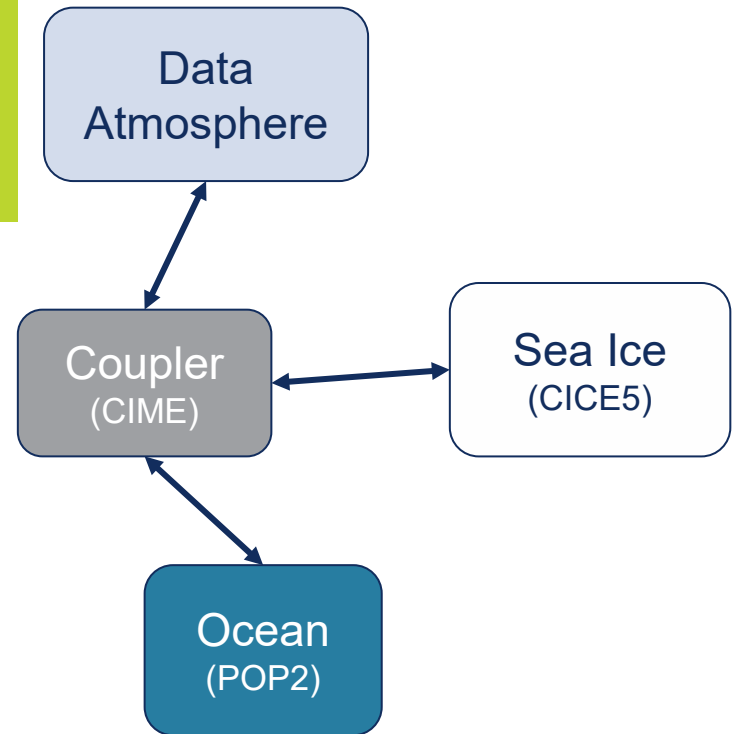 Data
Atmosphere
Coupler
(CIME)
Sea Ice
(CICE5)
Ocean
(POP2)